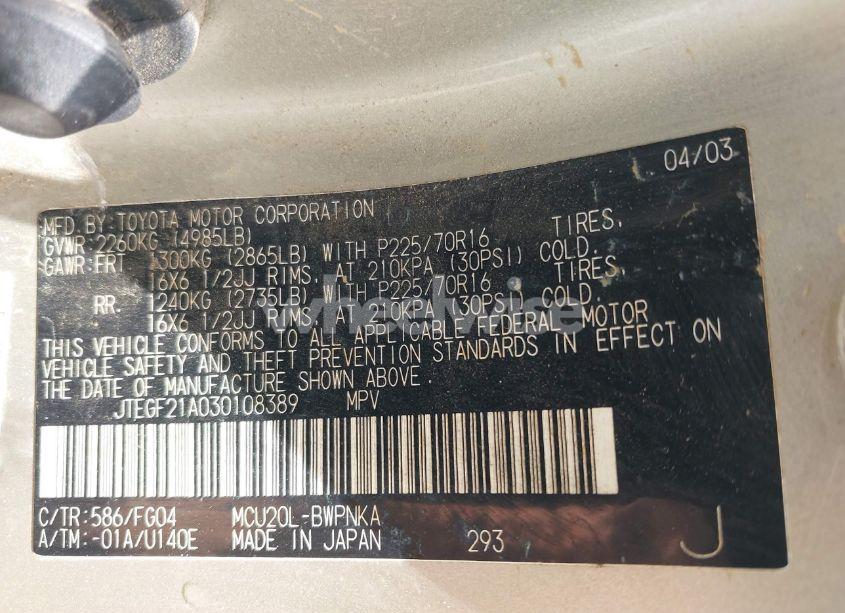 04/03
MFD BY TOYOTA MOTOR CORPORATION
GVWR 2260KG (4985LB)
GAWR:FRT 1300KG (2865LB) WITH P225/70R16 TIRES,
16X6 1/2JJ RIMS, AT 210KPA (30PSI) COLD.
RR. 1240KG (2735LB) WITH P225/70R16 TIRES,
16X6 1/2JJ RIMS, AT 210KPA (30PSI) COLD.
THIS VEHICLE CONFORMS TO ALL APPLICABLE FEDERAL MOTOR
VEHICLE SAFETY AND THEFT PREVENTION STANDARDS IN EFFECT ON
THE DATE OF MANUFACTURE SHOWN ABOVE.
JTEGF21A030108389 MPV
C/TR:586/FG04 MCU20L-BWPNKA
A/TM:-01A/U140E MADE IN JAPAN 293 J
wheelwise